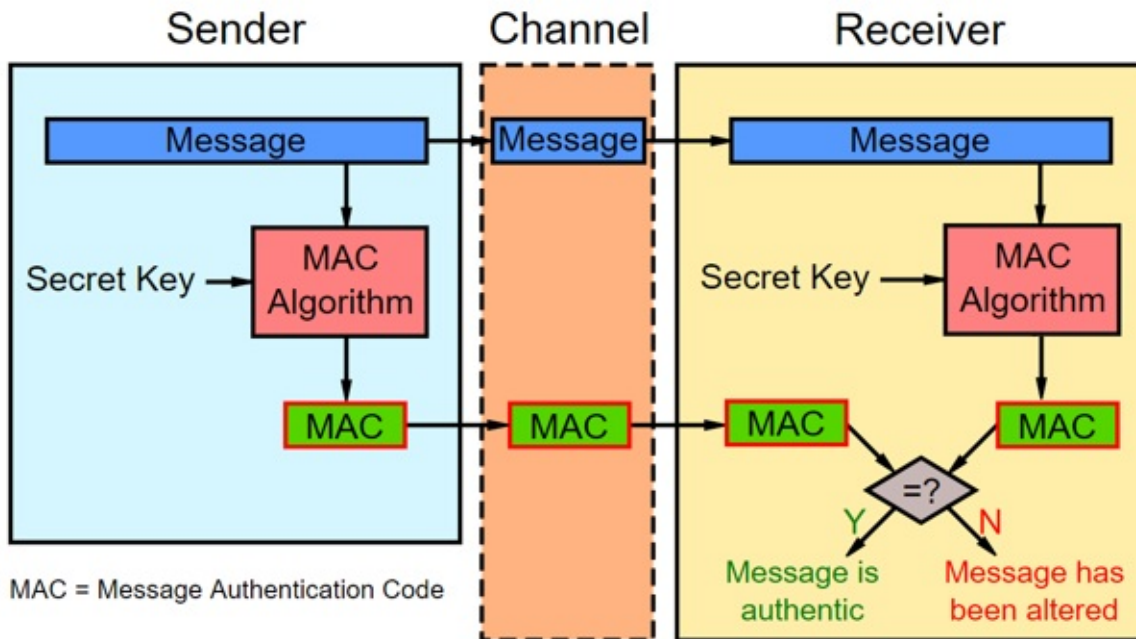 Sender
Channel
Receiver
Message
Message
Message
Secret Key
MAC
Algorithm
Secret Key
MAC
Algorithm
MAC
MAC
MAC
MAC
=?
Y
N
Message is
authentic
Message has
been altered
MAC = Message Authentication Code